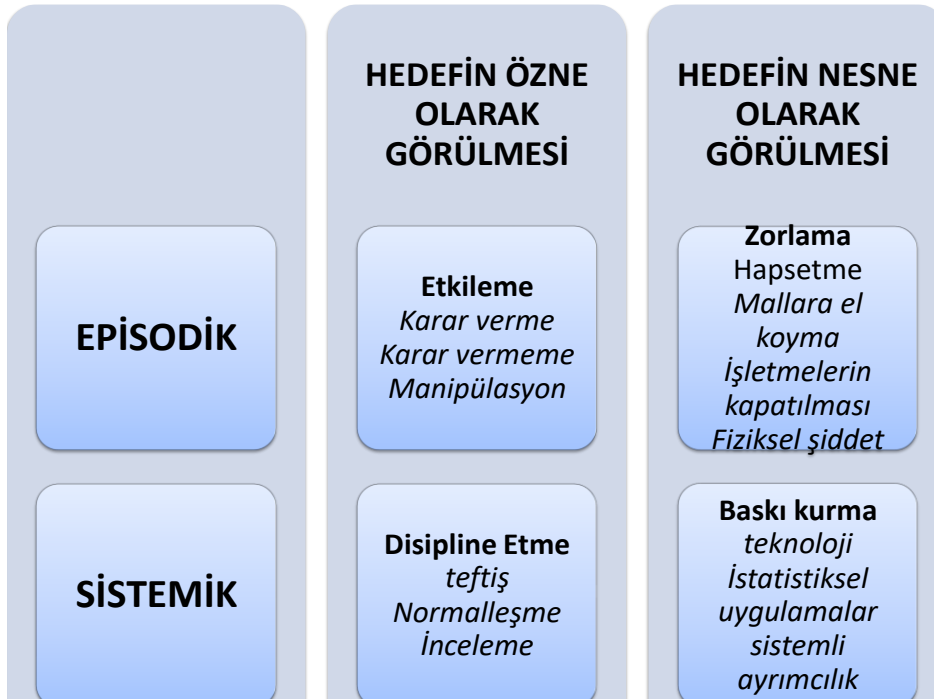 HEDEFİN ÖZNE
OLARAK
GÖRÜLMESİ
HEDEFİN NESNE
OLARAK
GÖRÜLMESİ
EPİSODİK
Etkileme
Karar verme
Karar vermeme
Manipülasyon
Zorlama
Hapsetme
Mallara el
koyma
İşletmelerin
kapatılması
Fiziksel şiddet
SİSTEMİK
Disipline Etme
teftiş
Normalleşme
İnceleme
Baskı kurma
teknoloji
İstatistiksel
uygulamalar
sistemli
ayrımcılık